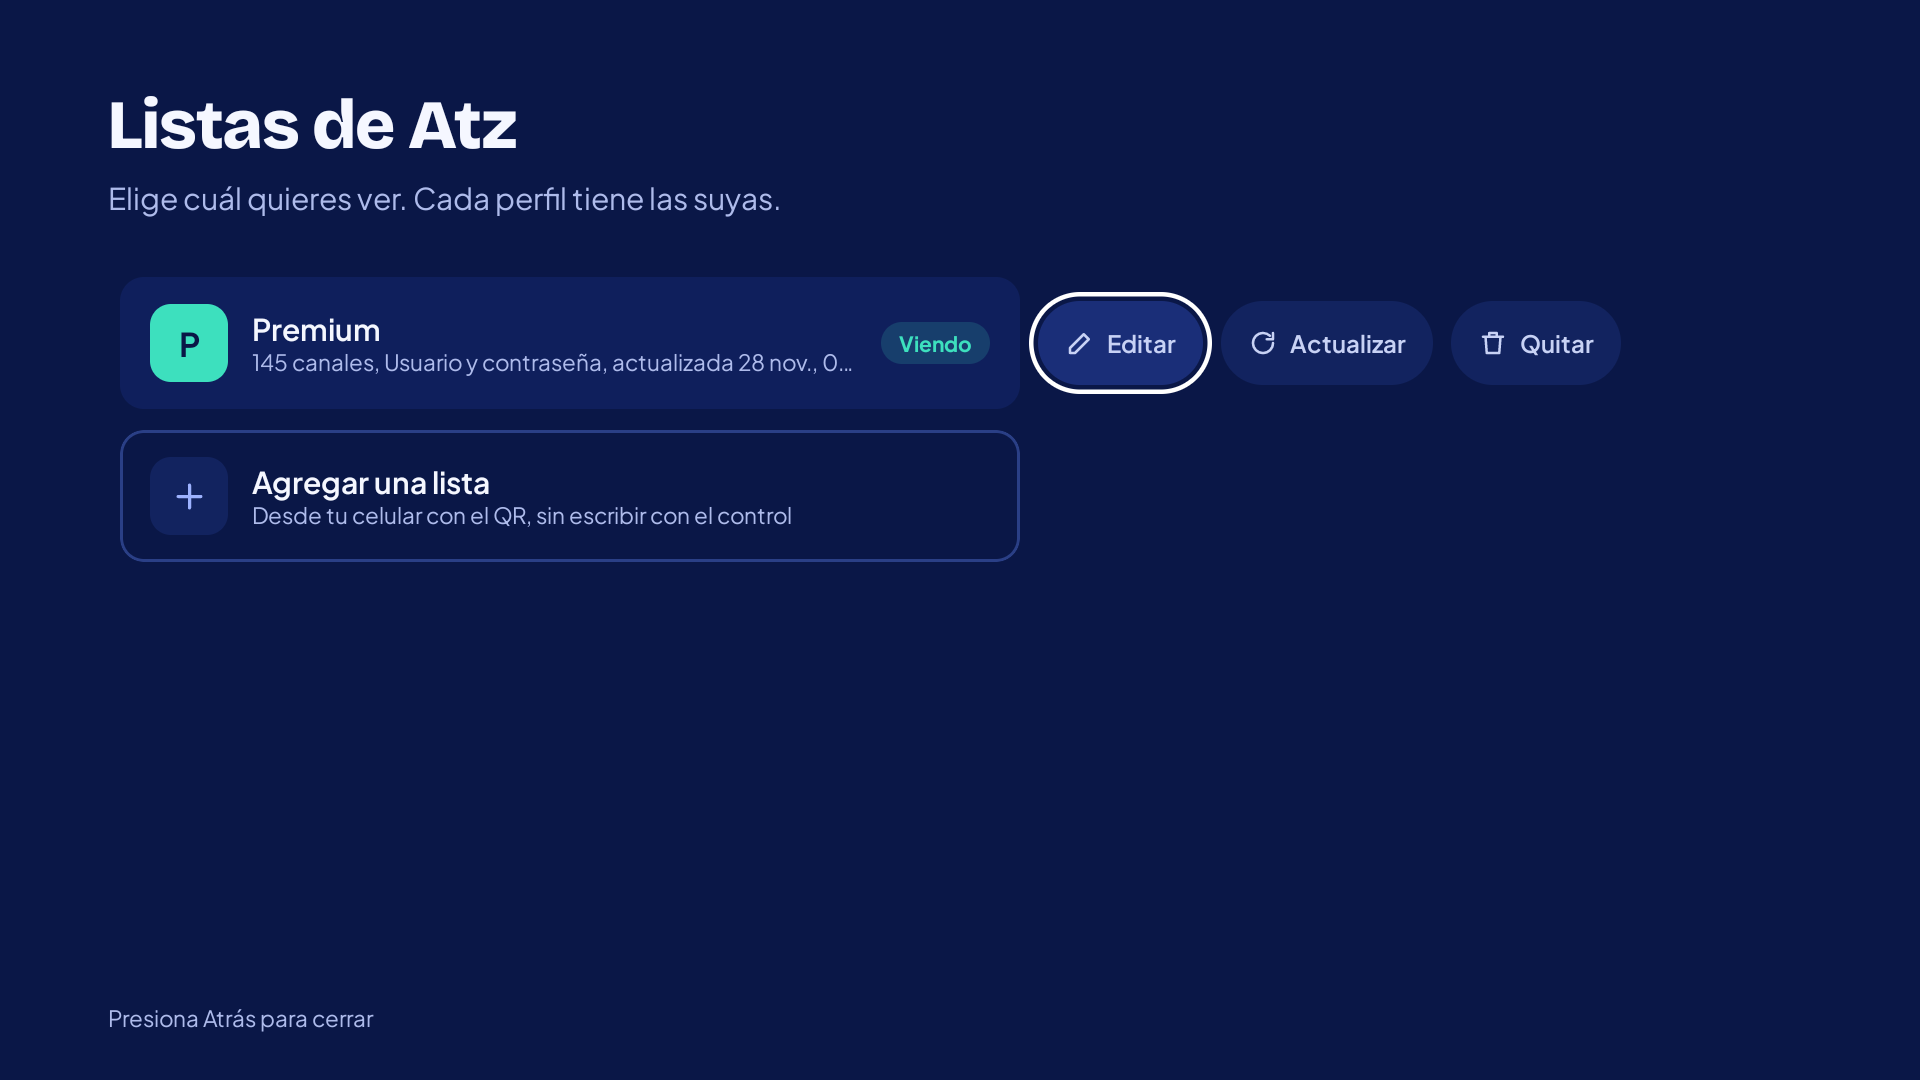 Listas de Atz
Elige cuál quieres ver. Cada perfil tiene las suyas.
P
Premium
145 canales, Usuario y contraseña, actualizada 28 nov., 0...
Viendo
Editar
Actualizar
Quitar
Agregar una lista
Desde tu celular con el QR, sin escribir con el control
Presiona Atrás para cerrar